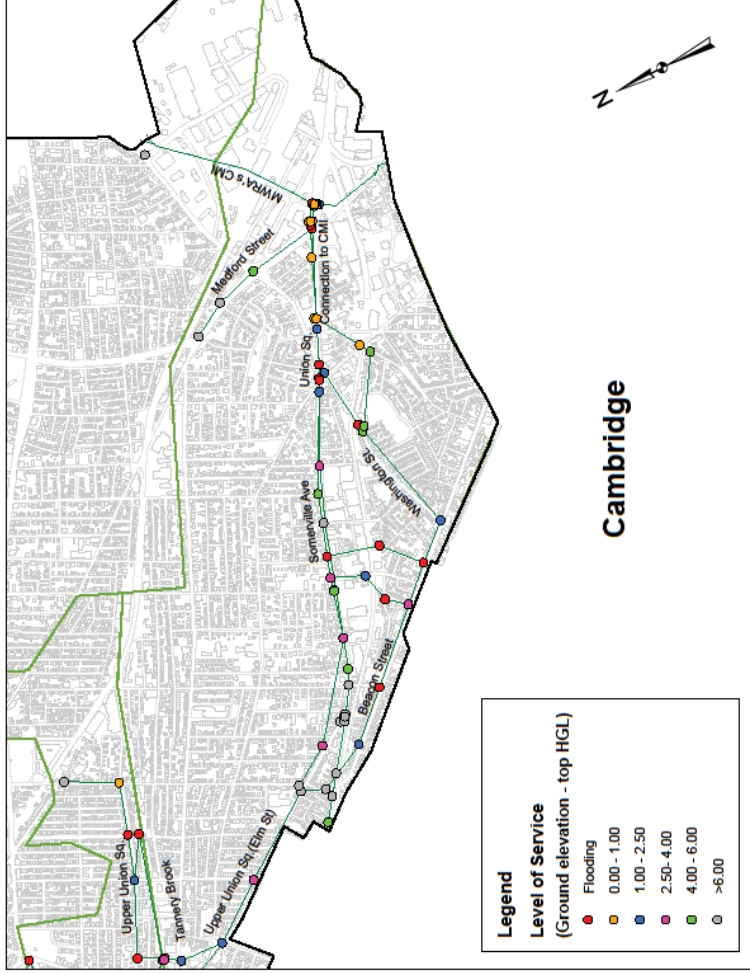 MWRA's CMI
Medford Street
Connection to CMI
Union Sq.
Washington St.
Somerville Ave
Beacon Street
Upper Union Sq.
Tannery Brook
Upper Union Sq.(Elm St)
N
Cambridge
Legend
Level of Service
(Ground elevation - top HGL)
Flooding
0.00 - 1.00
1.00 - 2.50
2.50- 4.00
4.00 - 6.00
>6.00